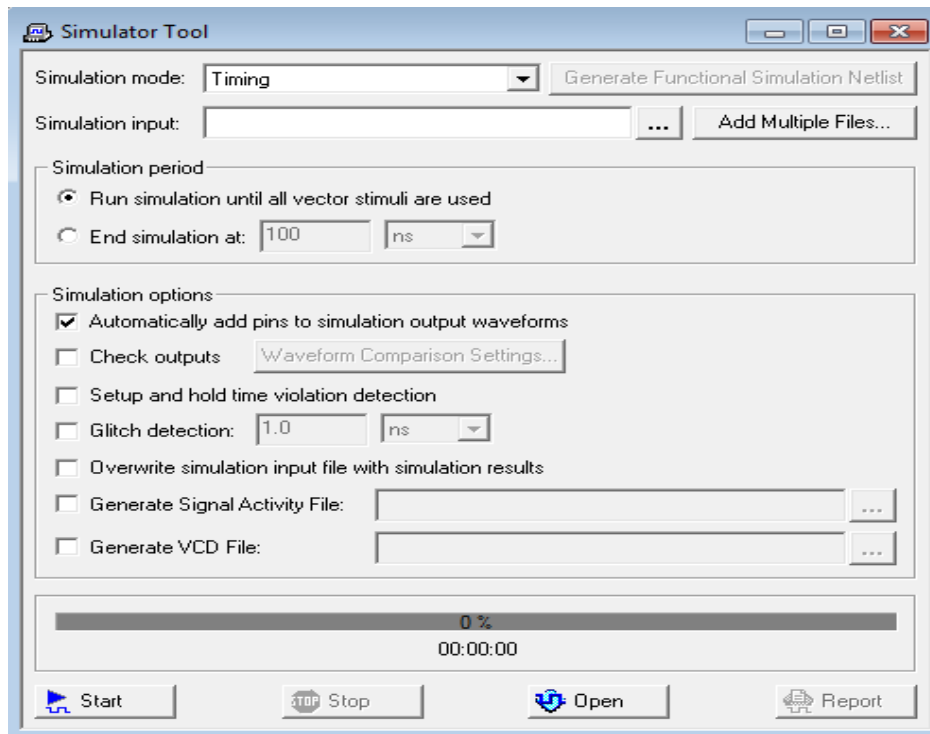 Simulator Tool
Simulation mode: Timing Generate Functional Simulation Netlist
Simulation input: ... Add Multiple Files...
Simulation period
Run simulation until all vector stimuli are used
End simulation at: 100 ns
Simulation options
Automatically add pins to simulation output waveforms
Check outputs Waveform Comparison Settings...
Setup and hold time violation detection
Glitch detection: 1.0 ns
Overwrite simulation input file with simulation results
Generate Signal Activity File: ...
Generate VCD File: ...
0 %
00:00:00
Start STOP Stop Open Report